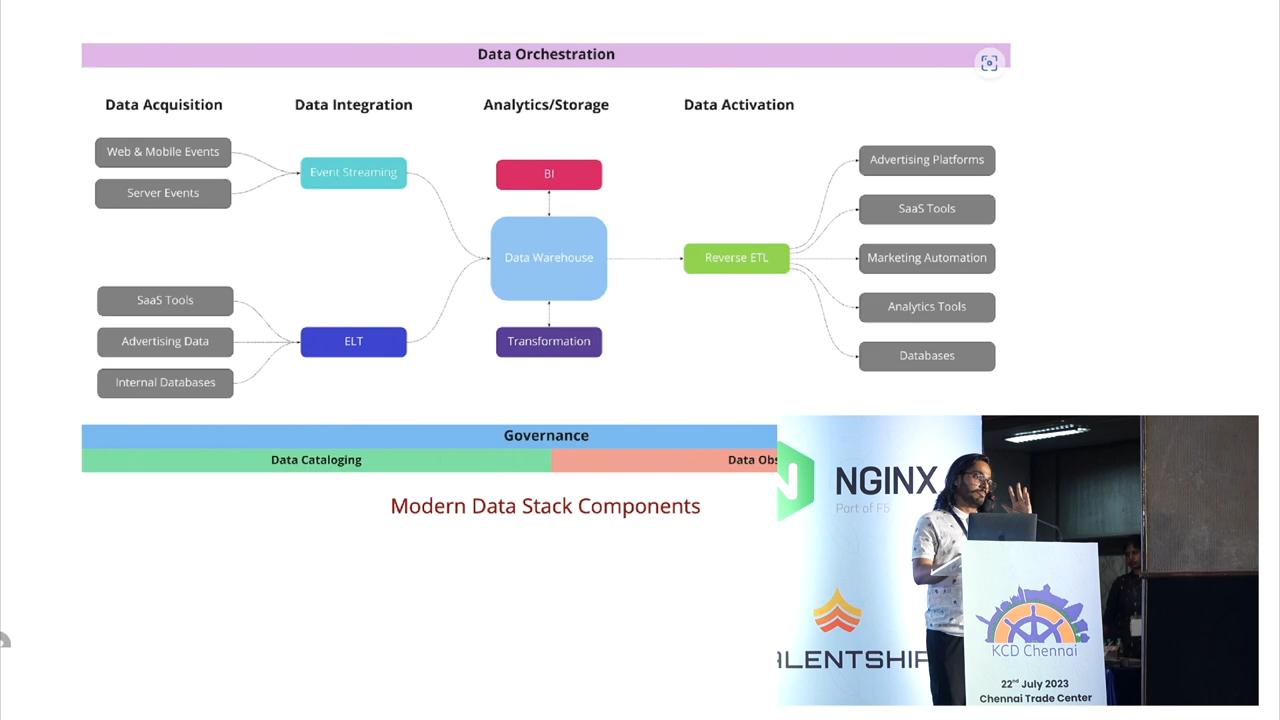 Data Orchestration
Data Acquisition
Data Integration
Analytics/Storage
Data Activation
Web & Mobile Events
Server Events
Event Streaming
SaaS Tools
Advertising Data
Internal Databases
ELT
BI
Data Warehouse
Transformation
Reverse ETL
Advertising Platforms
SaaS Tools
Marketing Automation
Analytics Tools
Databases
Governance
Data Cataloging
Data Obs
Modern Data Stack Components
NGINX
Part of F5
ALENTSHIP
KCD Chennai
22nd July 2023
Chennai Trade Center